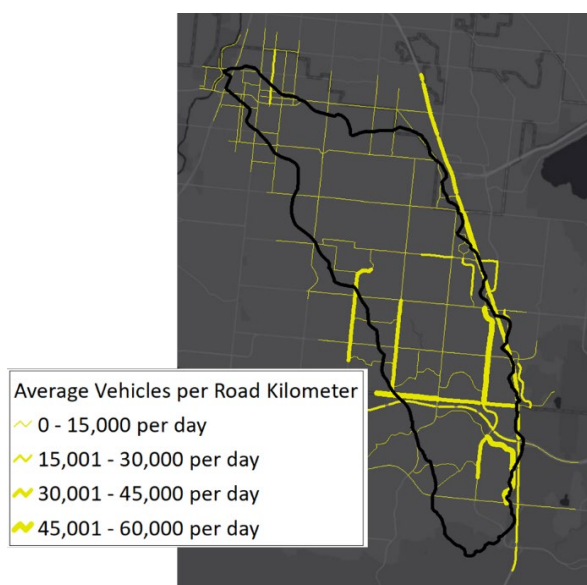 Average Vehicles per Road Kilometer
0 - 15,000 per day
15,001 - 30,000 per day
30,001 - 45,000 per day
45,001 - 60,000 per day